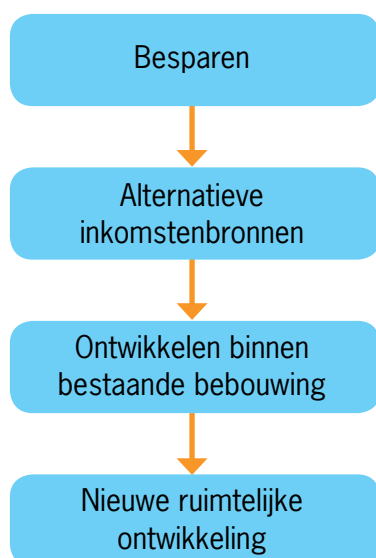 Besparen
Alternatieve
inkomstenbronnen
Ontwikkelen binnen
bestaande bebouwing
Nieuwe ruimtelijke
ontwikkeling